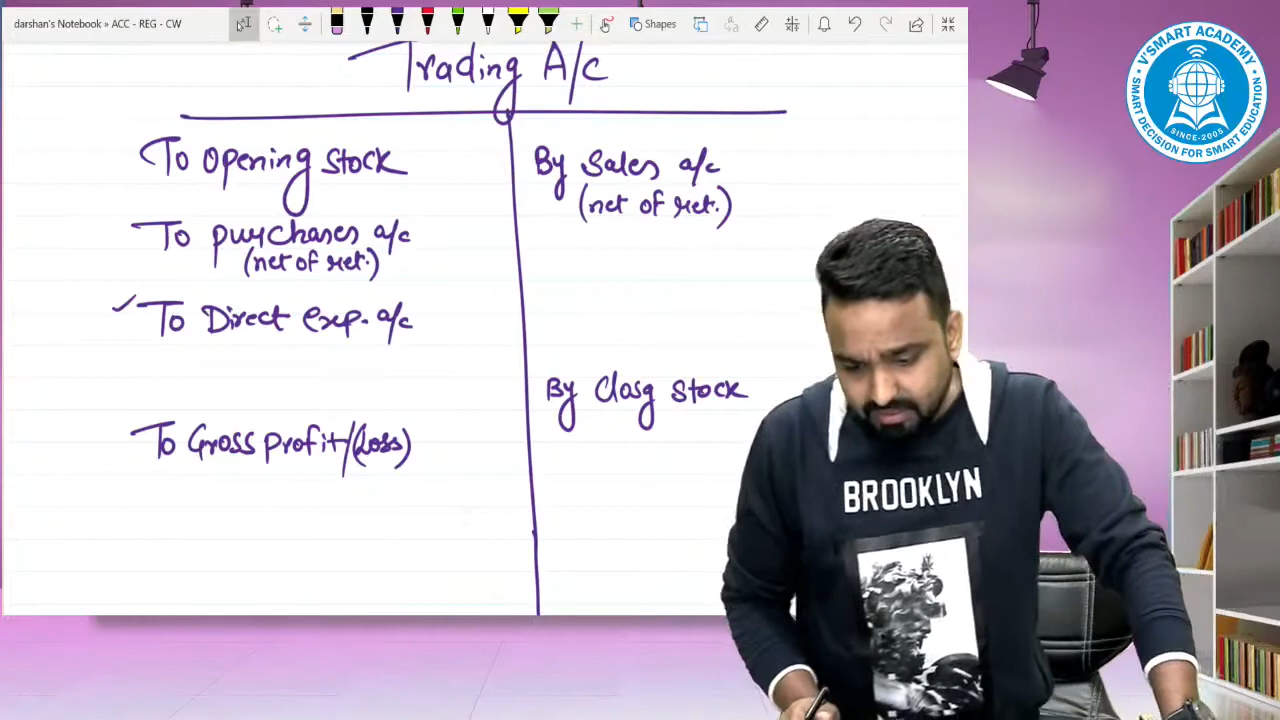 darshan's Notebook » ACC - REG - CW
Shapes
Trading A/c
To Opening Stock
To purchases a/c
(net of ret.)
To Direct exp. a/c
To Gross profit/(Loss)
By Sales a/c
(net of ret.)
By Closg Stock
BROOKLYN
V'SMART ACADEMY
SINCE-2005
SMART DECISION FOR SMART EDUCATION